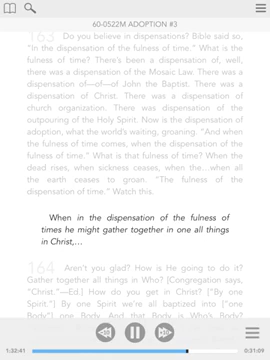 60-0522M ADOPTION #3
163 Do you believe in dispensations? Bible said so,
"In the dispensation of the fulness of time." What is the
fulness of time? There's been a dispensation of, well,
there was a dispensation of the Mosaic Law. There was a
dispensation of—of—of John the Baptist. There was a
dispensation of Christ. There was a dispensation of
church organization. There was dispensation of the
outpouring of the Holy Spirit. Now is the dispensation of
adoption, what the world's waiting, groaning. "And when
the fulness of time comes, when the dispensation of the
fulness of time." What is that fulness of time? When the
dead rises, when sickness ceases, when the...when all
the earth ceases to groan. "The fulness of the
dispensation of time." Watch this.
When in the dispensation of the fulness of
times he might gather together in one all things
in Christ,...
164 Aren't you glad? How is He going to do it?
Gather together all things in Who? [Congregation says,
"Christ."—Ed.] How do you get in Christ? ["By one
Spirit."] By one Spirit we're all baptized into ["one
Body"] one Body. And that Body is Who's Body?
1:32:41
0:31:09